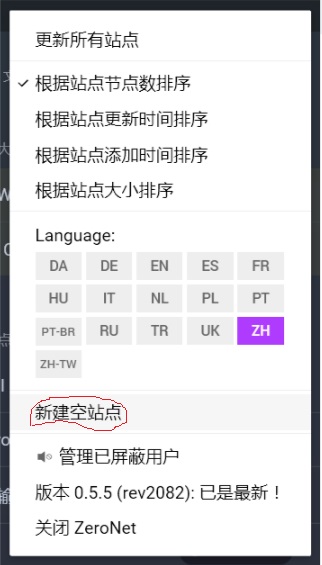 更新所有站点
根据站点节点数排序
根据站点更新时间排序
根据站点添加时间排序
根据站点大小排序
Language:
DA DE EN ES FR
HU IT NL PL PT
PT-BR RU TR UK ZH
ZH-TW
新建空站点
管理已屏蔽用户
版本 0.5.5 (rev2082): 已是最新！
关闭 ZeroNet